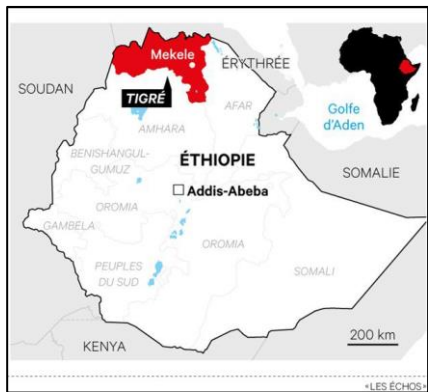 Mekele
SOUDAN
ÉRYTHRÉE
TIGRÉ
AFAR
Golfe
d'Aden
AMHARA
BENISHANGUL-
GUMUZ
ÉTHIOPIE
SOMALIE
Addis-Abeba
OROMIA
GAMBELA
OROMIA
PEUPLES
DU SUD
SOMALI
200 km
KENYA
«LES ÉCHOS»